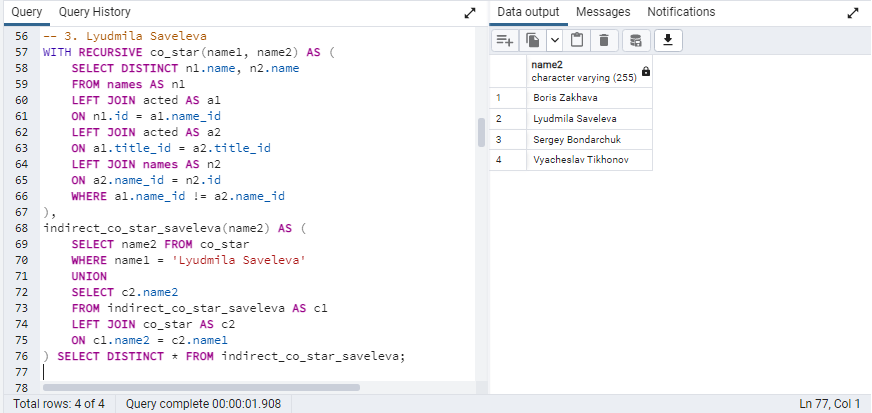 Query Query History
56 -- 3. Lyudmila Saveleva
57 WITH RECURSIVE co_star(name1, name2) AS (
58     SELECT DISTINCT n1.name, n2.name
59     FROM names AS n1
60     LEFT JOIN acted AS a1
61     ON n1.id = a1.name_id
62     LEFT JOIN acted AS a2
63     ON a1.title_id = a2.title_id
64     LEFT JOIN names AS n2
65     ON a2.name_id = n2.id
66     WHERE a1.name_id != a2.name_id
67 ),
68 indirect_co_star_saveleva(name2) AS (
69     SELECT name2 FROM co_star
70     WHERE name1 = 'Lyudmila Saveleva'
71     UNION
72     SELECT c2.name2
73     FROM indirect_co_star_saveleva AS c1
74     LEFT JOIN co_star AS c2
75     ON c1.name2 = c2.name1
76 ) SELECT DISTINCT * FROM indirect_co_star_saveleva;
77
78
Data output Messages Notifications
name2
character varying (255)
1 Boris Zakhava
2 Lyudmila Saveleva
3 Sergey Bondarchuk
4 Vyacheslav Tikhonov
Total rows: 4 of 4 Query complete 00:00:01.908 Ln 77, Col 1